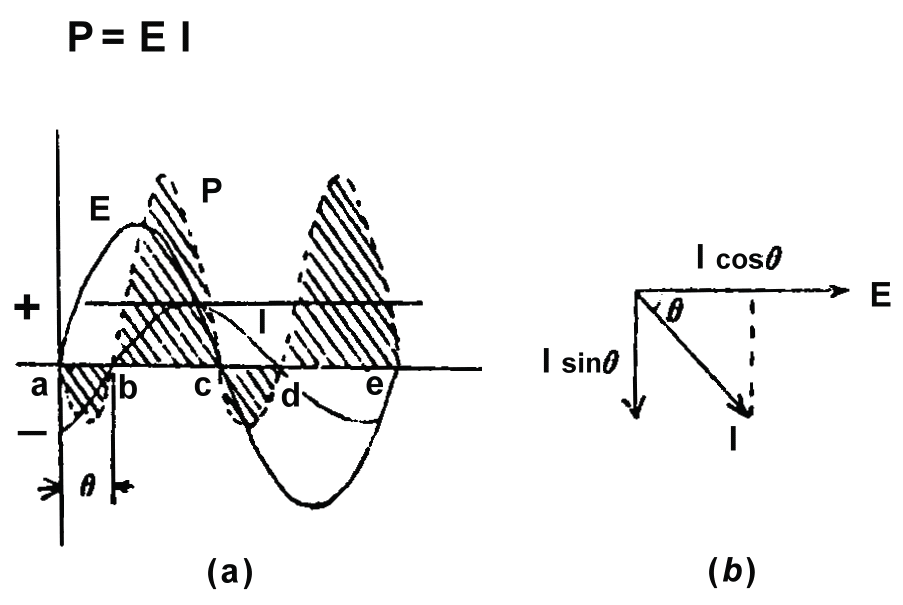 P = E I
E
P
+
I
a b c d e
−
θ
(a)
I cosθ
E
θ
I sinθ
I
(b)